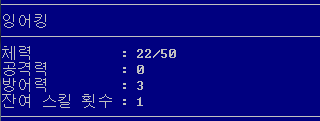 잉어킹
체력 : 22/50
공격력 : 0
방어력 : 3
잔여 스킬 횟수 : 1